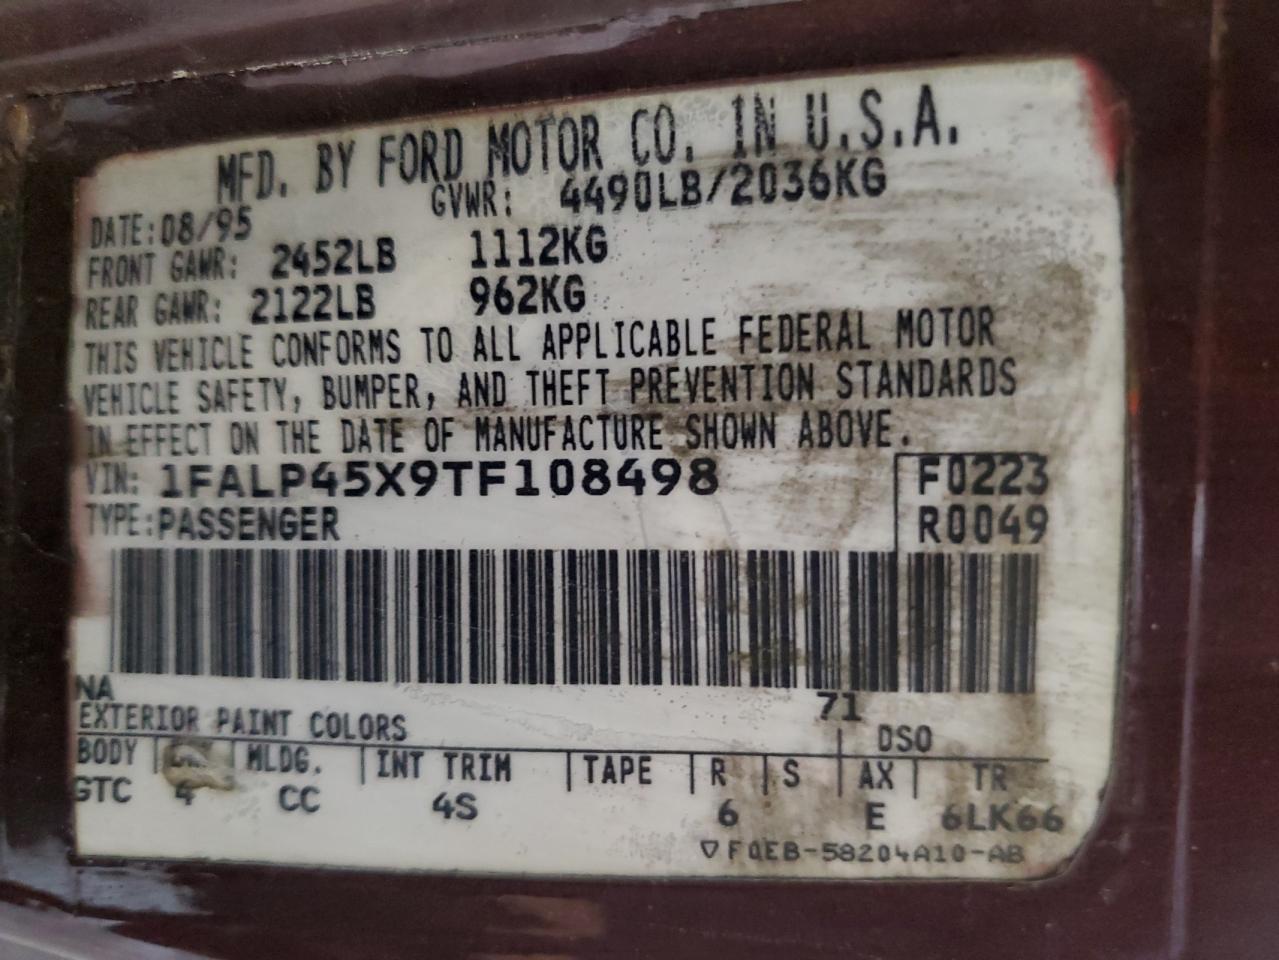 MFD. BY FORD MOTOR CO. IN U.S.A.
DATE: 08/95 GVWR: 4490LB/2036KG
FRONT GAWR: 2452LB 1112KG
REAR GAWR: 2122LB 962KG
THIS VEHICLE CONFORMS TO ALL APPLICABLE FEDERAL MOTOR
VEHICLE SAFETY, BUMPER, AND THEFT PREVENTION STANDARDS
IN EFFECT ON THE DATE OF MANUFACTURE SHOWN ABOVE.
VIN: 1FALP45X9TF108498 F0223
TYPE: PASSENGER R0049
NA 71
EXTERIOR PAINT COLORS DSO
BODY MLDG. INT TRIM TAPE R S AX TR
GTC 4 CC 4S 6 E 6LK66
▽F0EB-58204A10-AB